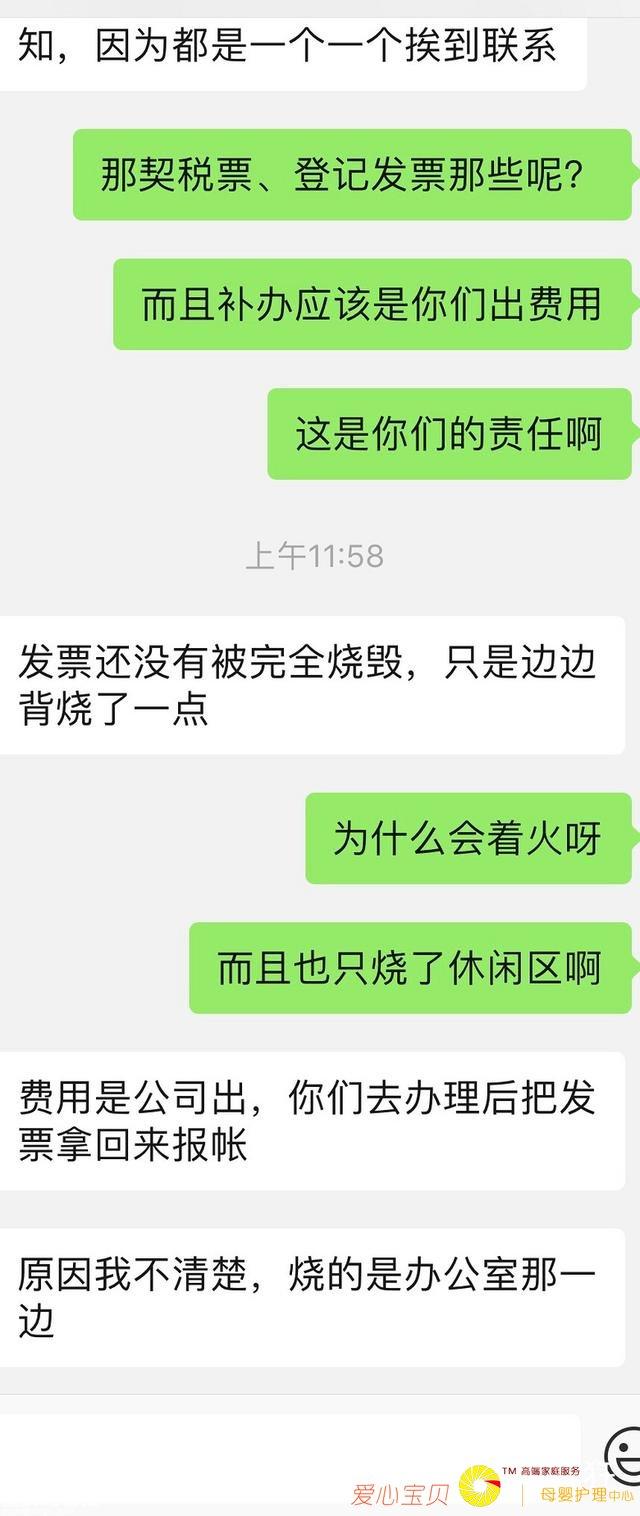 知，因为都是一个一个挨到联系
那契税票、登记发票那些呢？
而且补办应该是你们出费用
这是你们的责任啊
上午11:58
发票还没有被完全烧毁，只是边边
背烧了一点
为什么会着火呀
而且也只烧了休闲区啊
费用是公司出，你们去办理后把发
票拿回来报帐
原因我不清楚，烧的是办公室那一
边
爱心宝贝
TM 高端家庭服务
母婴护理中心